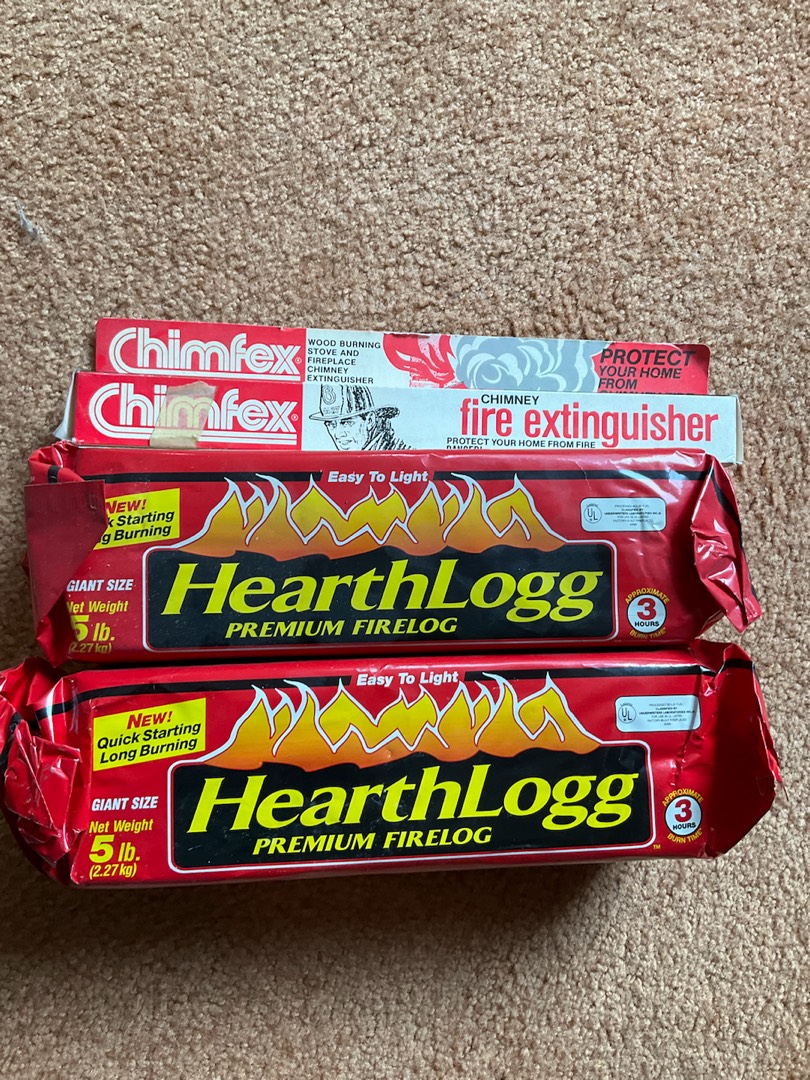 Chimfex®
WOOD BURNING
STOVE AND
FIREPLACE
CHIMNEY
EXTINGUISHER
PROTECT
YOUR HOME
FROM
Chimfex®
CHIMNEY
fire extinguisher
PROTECT YOUR HOME FROM FIRE
Easy To Light
NEW!
k Starting
g Burning
GIANT SIZE
Net Weight
5 lb.
(2.27 kg)
HearthLogg
PREMIUM FIRELOG
UL
APPROXIMATE
3
HOURS
BURN TIME
Easy To Light
NEW!
Quick Starting
Long Burning
GIANT SIZE
Net Weight
5 lb.
(2.27 kg)
HearthLogg
PREMIUM FIRELOG
TM
UL
APPROXIMATE
3
HOURS
BURN TIME